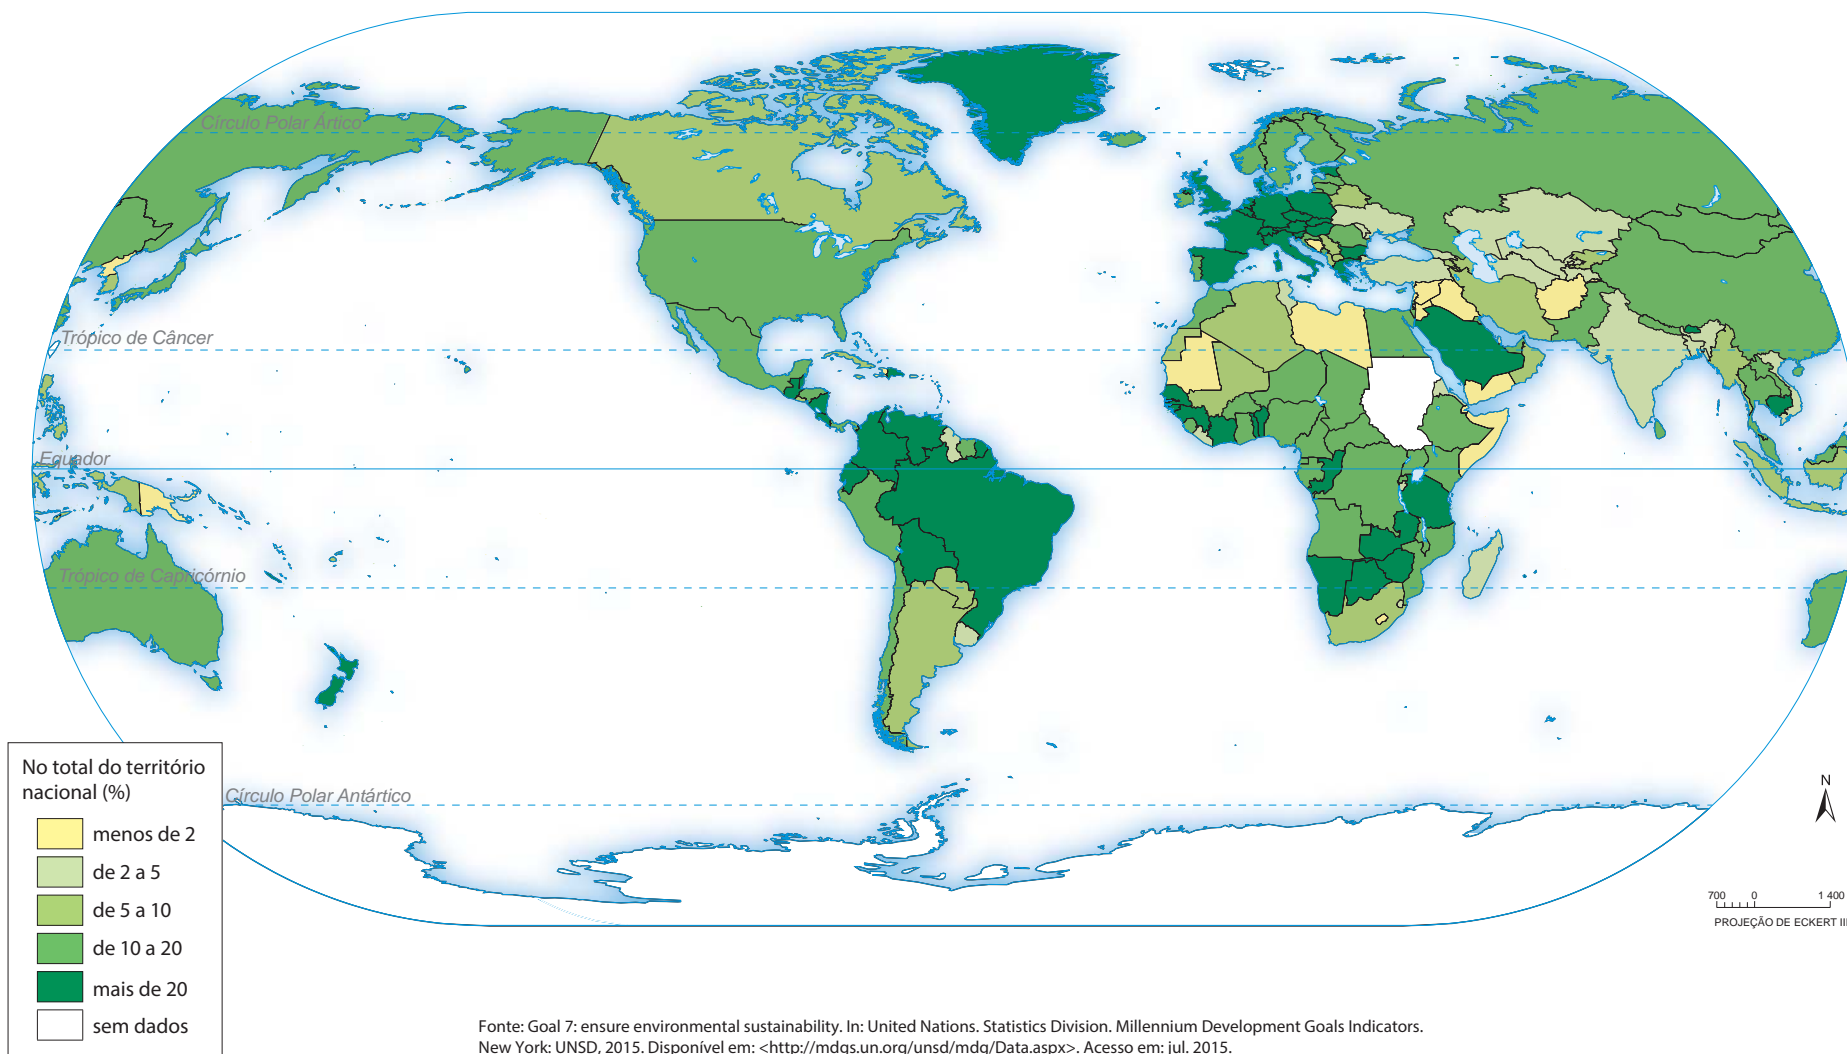 Círculo Polar Ártico
Trópico de Câncer
Equador
Trópico de Capricórnio
Círculo Polar Antártico
No total do território
nacional (%)
menos de 2
de 2 a 5
de 5 a 10
de 10 a 20
mais de 20
sem dados
N
700 0 1 400
PROJEÇÃO DE ECKERT III
Fonte: Goal 7: ensure environmental sustainability. In: United Nations. Statistics Division. Millennium Development Goals Indicators.
New York: UNSD, 2015. Disponível em: <http://mdgs.un.org/unsd/mdg/Data.aspx>. Acesso em: jul. 2015.